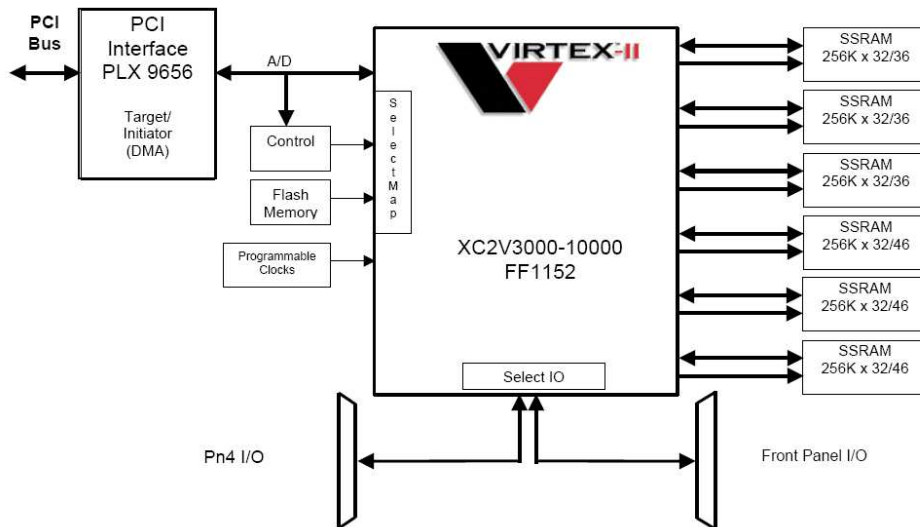 PCI
Bus
PCI
Interface
PLX 9656
Target/
Initiator
(DMA)
A/D
Control
Flash
Memory
Programmable
Clocks
SelectMap
VIRTEX-II
XC2V3000-10000
FF1152
Select IO
SSRAM
256K x 32/36
SSRAM
256K x 32/36
SSRAM
256K x 32/36
SSRAM
256K x 32/46
SSRAM
256K x 32/46
SSRAM
256K x 32/46
Pn4 I/O
Front Panel I/O